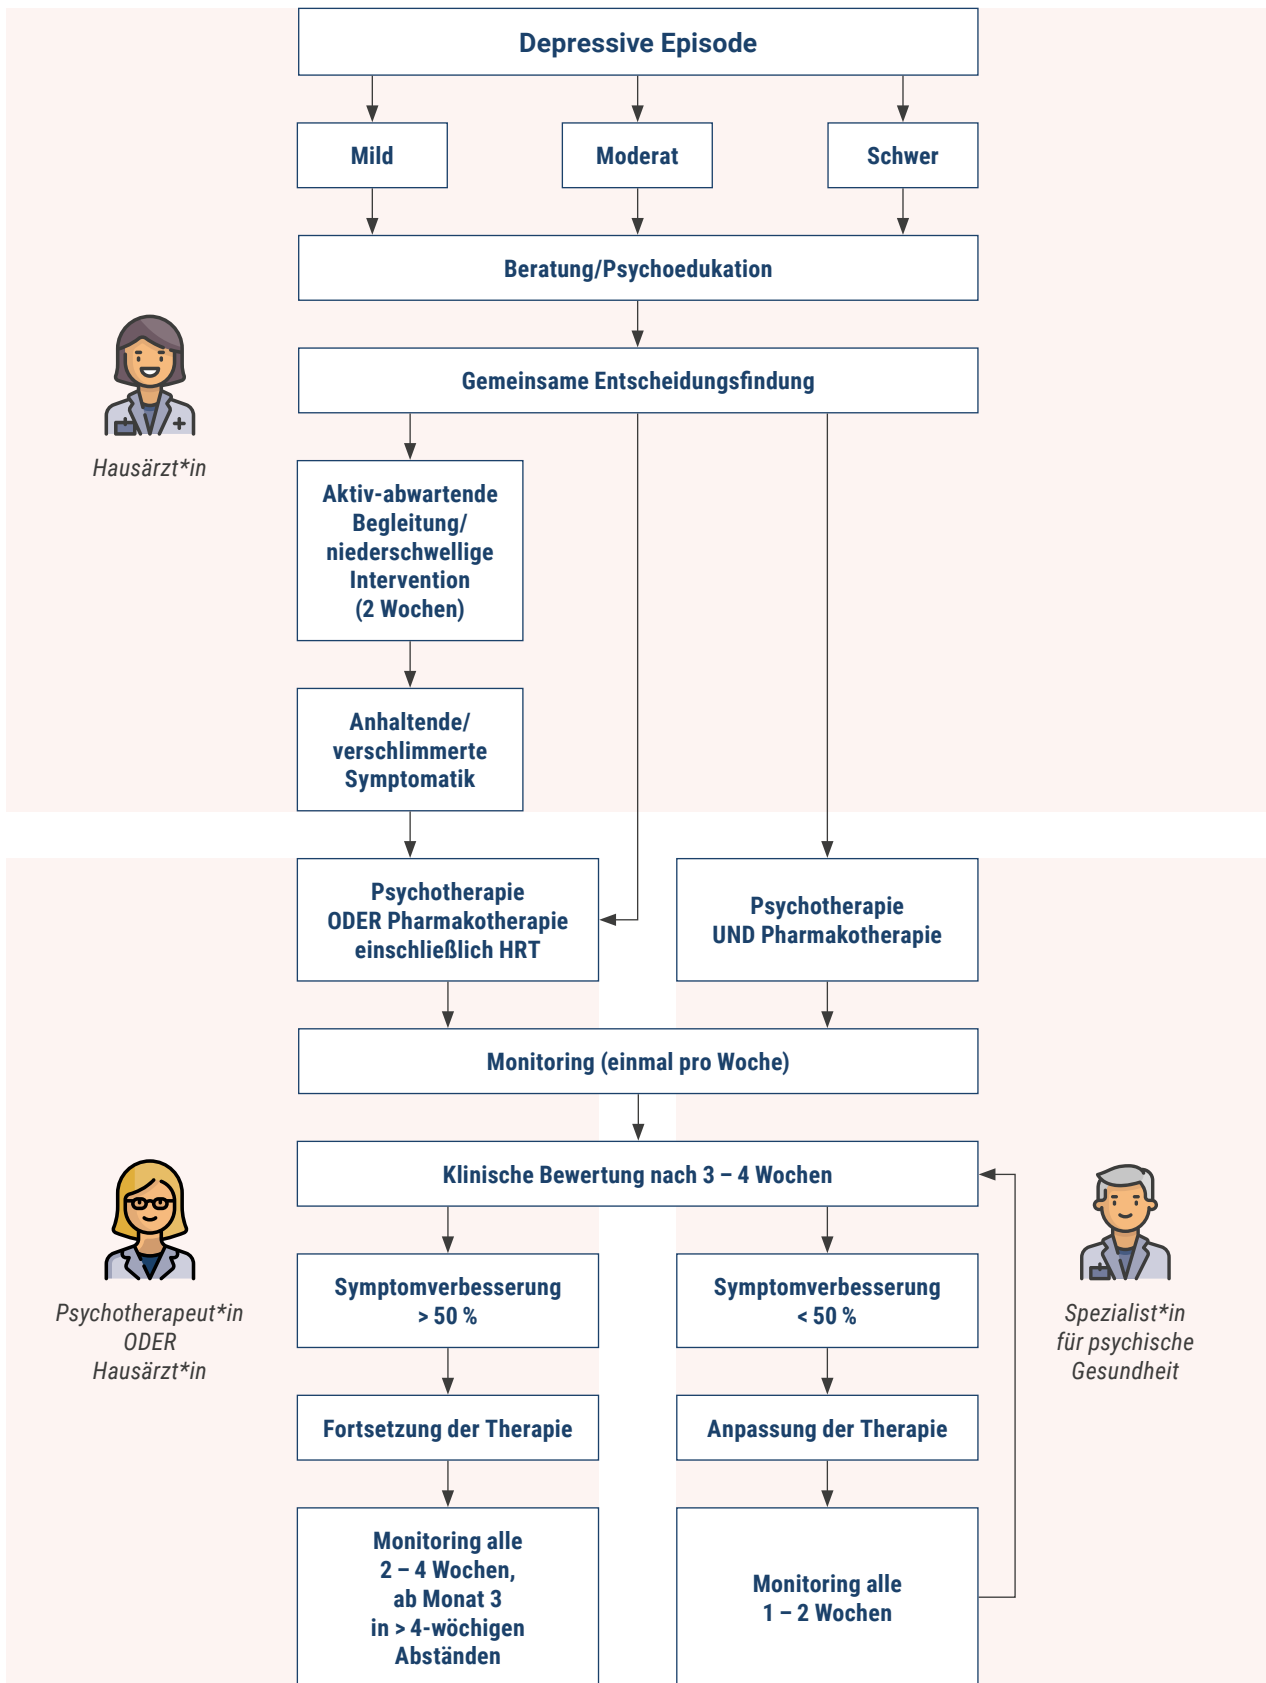 Depressive Episode
Mild
Moderat
Schwer
Beratung/Psychoedukation
Gemeinsame Entscheidungsfindung
Hausärzt*in
Aktiv-abwartende
Begleitung/
niederschwellige
Intervention
(2 Wochen)
Anhaltende/
verschlimmerte
Symptomatik
Psychotherapie
ODER Pharmakotherapie
einschließlich HRT
Psychotherapie
UND Pharmakotherapie
Monitoring (einmal pro Woche)
Klinische Bewertung nach 3 – 4 Wochen
Psychotherapeut*in
ODER
Hausärzt*in
Symptomverbesserung
> 50 %
Symptomverbesserung
< 50 %
Spezialist*in
für psychische
Gesundheit
Fortsetzung der Therapie
Anpassung der Therapie
Monitoring alle
2 – 4 Wochen,
ab Monat 3
in > 4-wöchigen
Abständen
Monitoring alle
1 – 2 Wochen